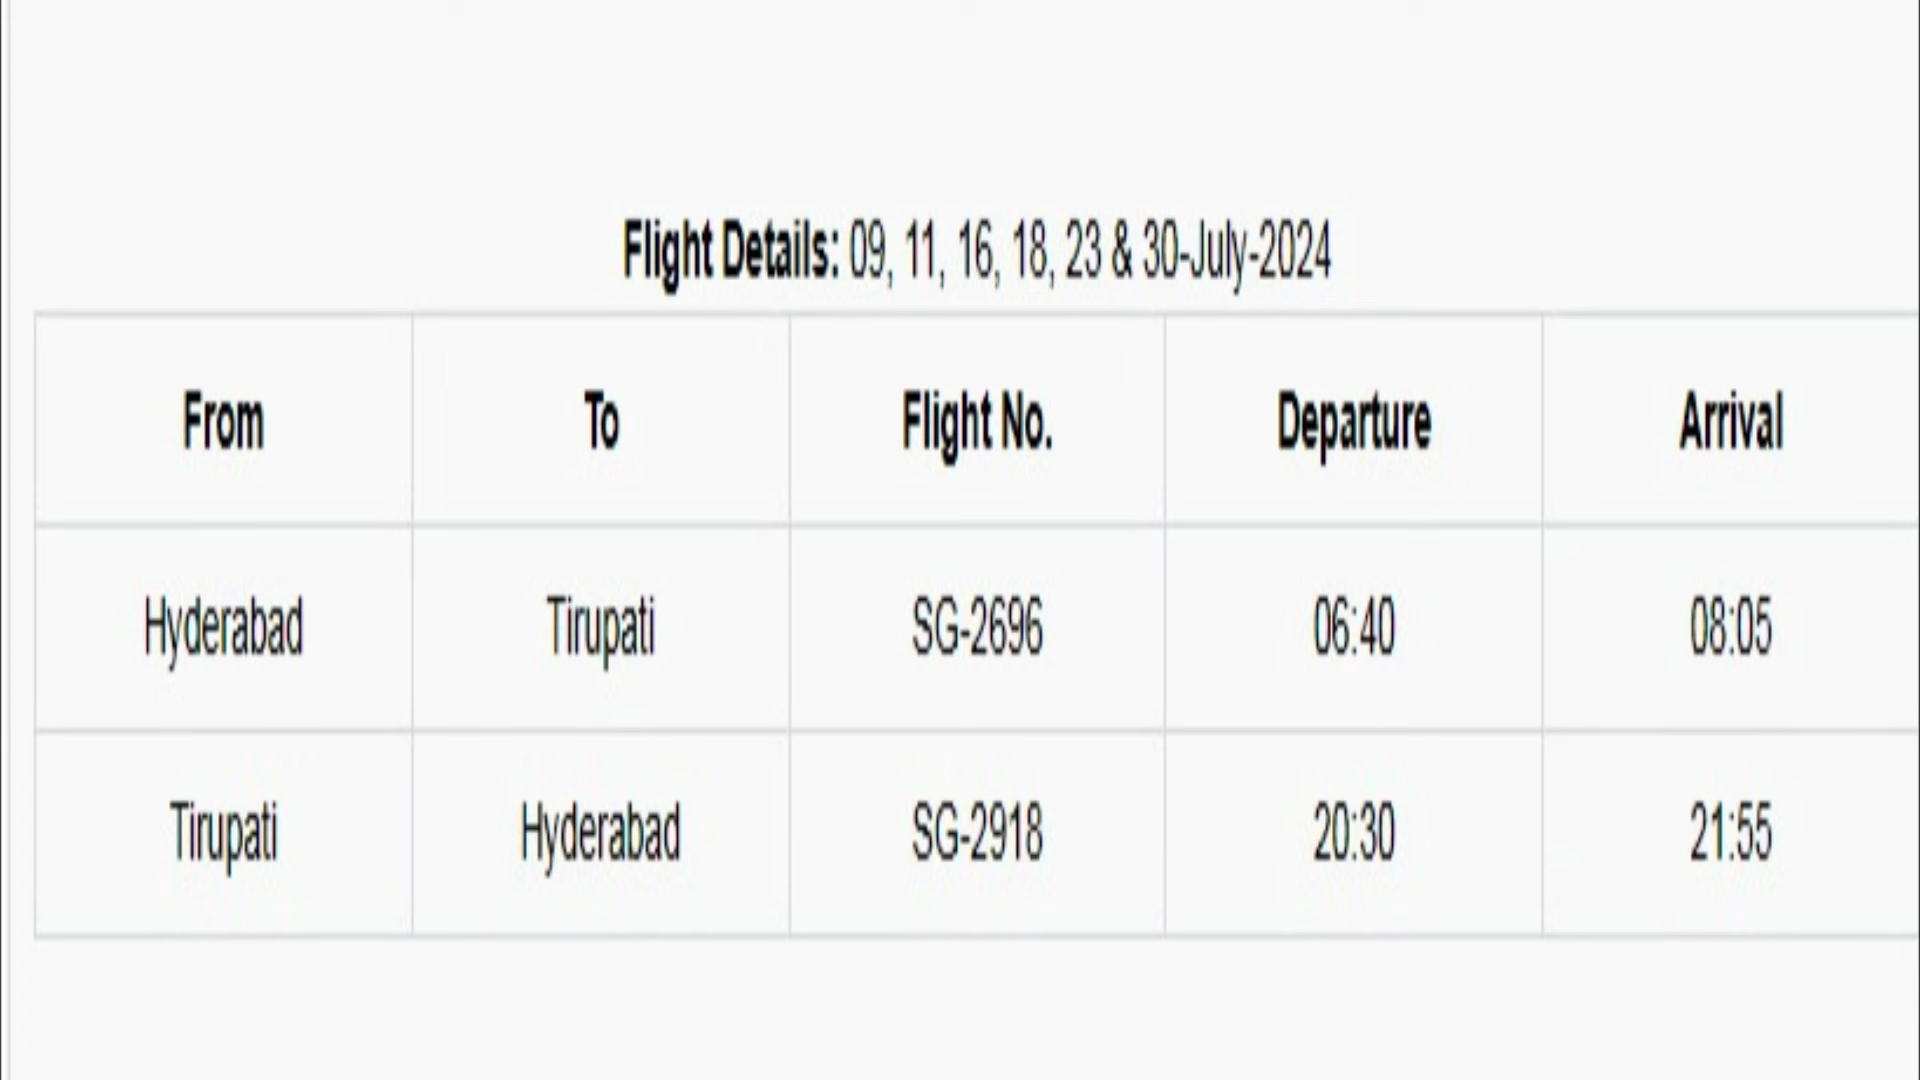 Flight Details: 09, 11, 16, 18, 23 & 30-July-2024
From To Flight No. Departure Arrival
Hyderabad Tirupati SG-2696 06:40 08:05
Tirupati Hyderabad SG-2918 20:30 21:55